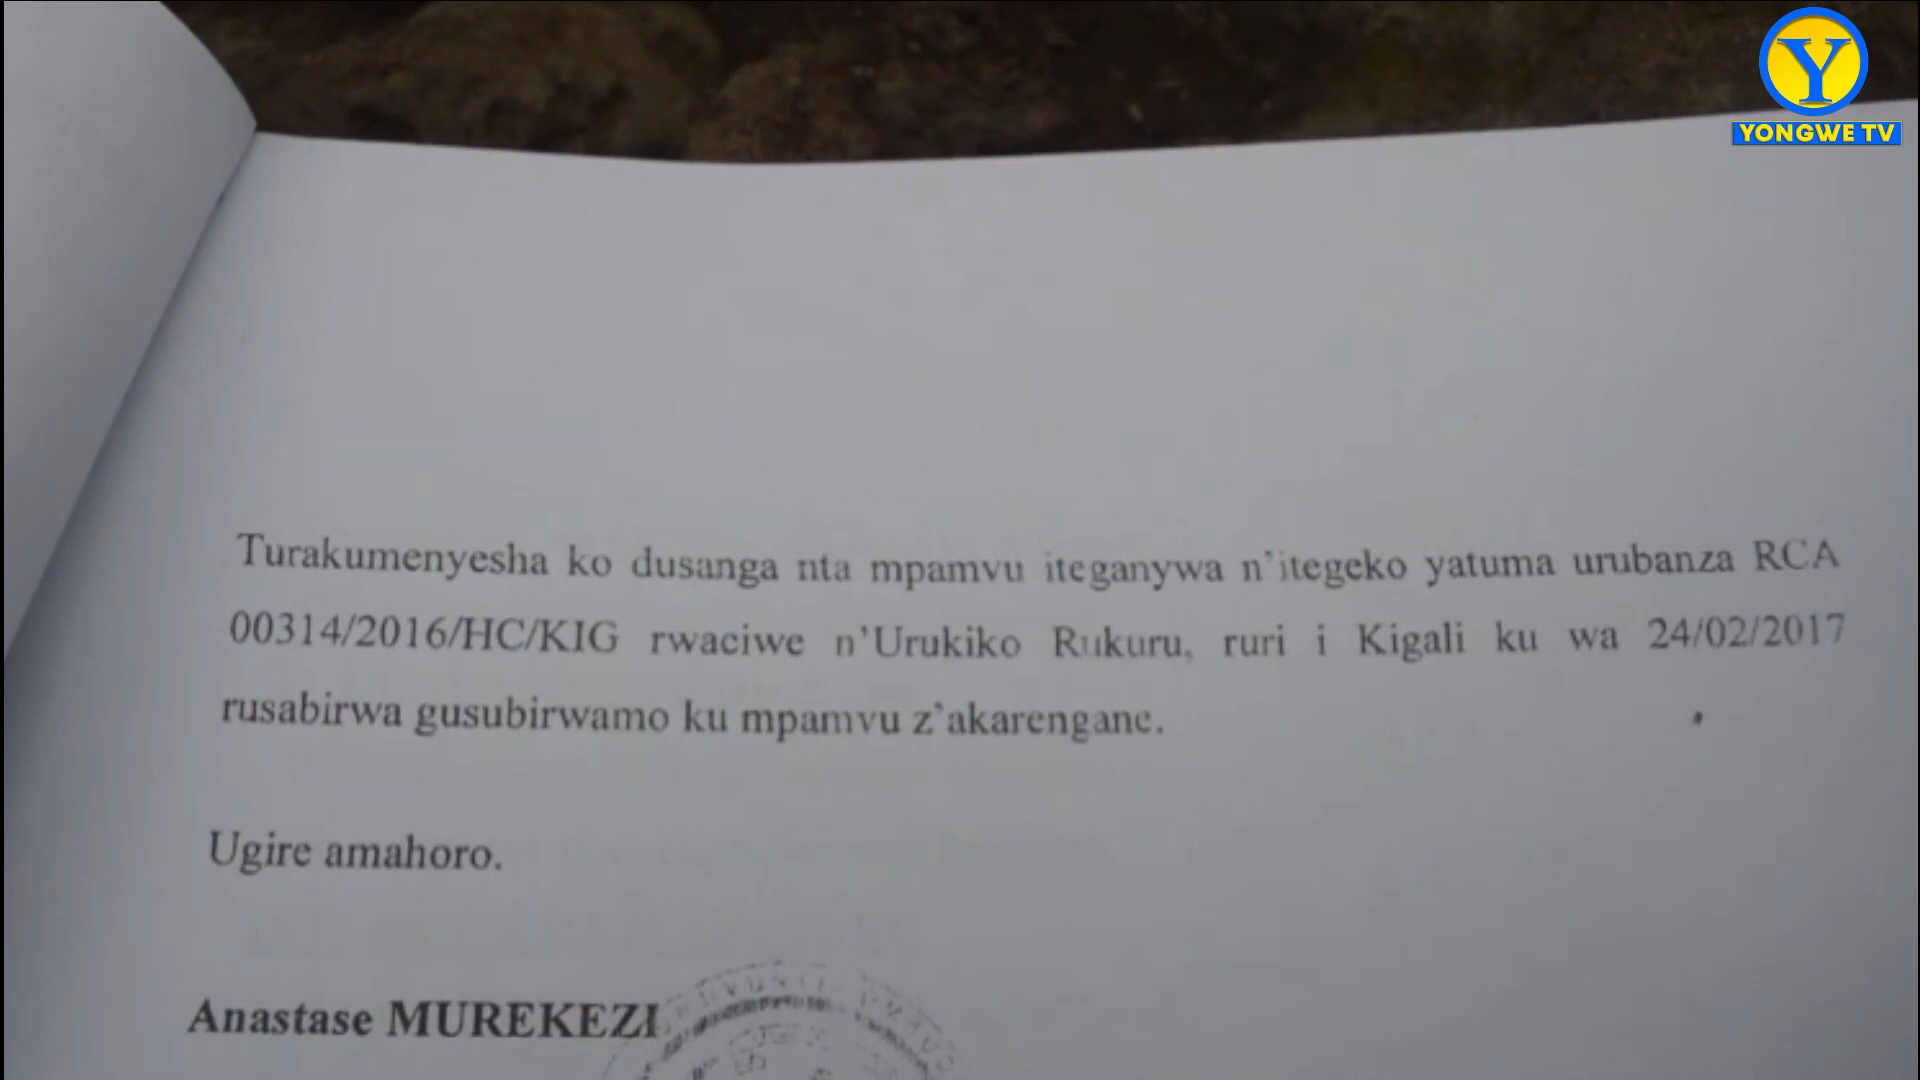 Y
YONGWE TV
Turakumenyesha ko dusanga nta mpamvu iteganywa n'itegeko yatuma urubanza RCA
00314/2016/HC/KIG rwaciwe n'Urukiko Rukuru, ruri i Kigali ku wa 24/02/2017
rusabirwa gusubirwamo ku mpamvu z'akarengane.
Ugire amahoro.
Anastase MUREKEZI